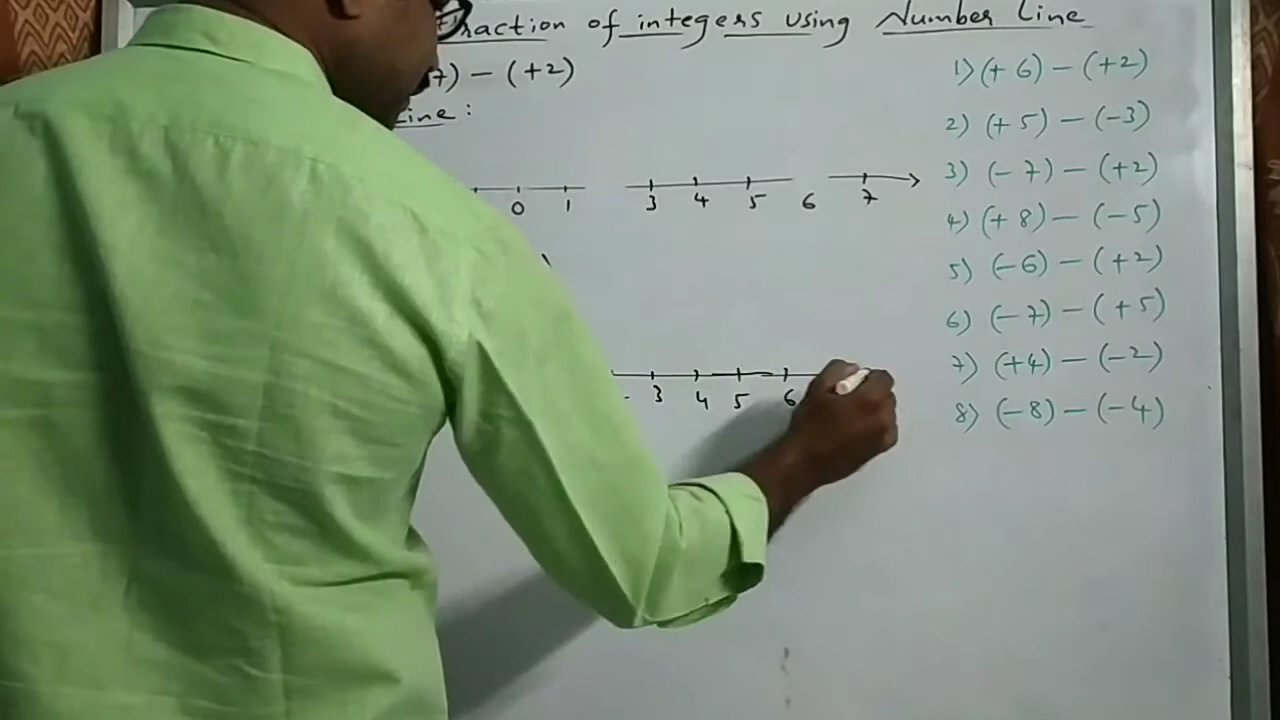 of integers using Number Line
7) - (+2)
Line:
0 1 3 4 5 6 7
3 4 5 6
1) (+ 6) - (+2)
2) (+ 5) - (-3)
3) (- 7) - (+2)
4) (+ 8) - (-5)
5) (-6) - (+2)
6) (- 7) - (+5)
7) (+4) - (-2)
8) (-8) - (-4)